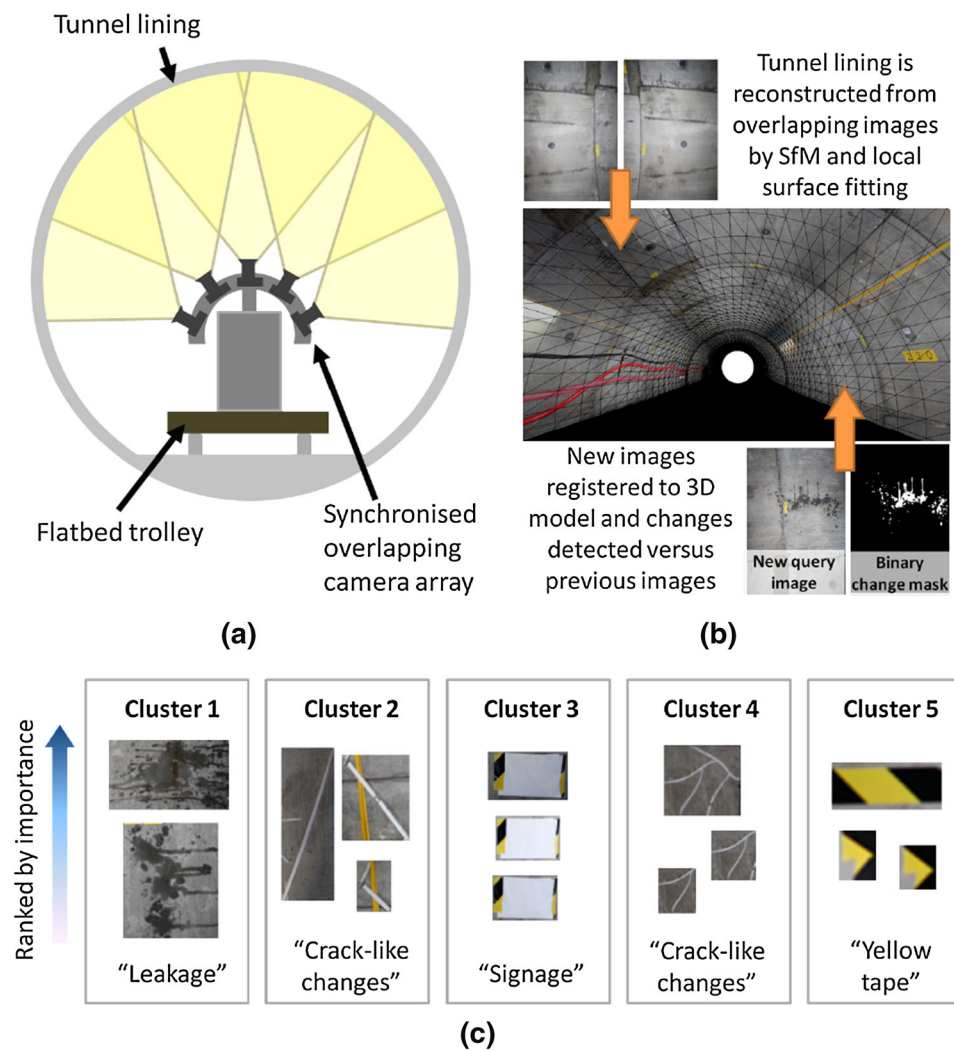 Tunnel lining
Flatbed trolley
Synchronised
overlapping
camera array
(a)
Tunnel lining is
reconstructed from
overlapping images
by SfM and local
surface fitting
New images
registered to 3D
model and changes
detected versus
previous images
New query
image
Binary
change mask
(b)
Ranked by importance
Cluster 1
"Leakage"
Cluster 2
"Crack-like
changes"
Cluster 3
"Signage"
Cluster 4
"Crack-like
changes"
Cluster 5
"Yellow
tape"
(c)